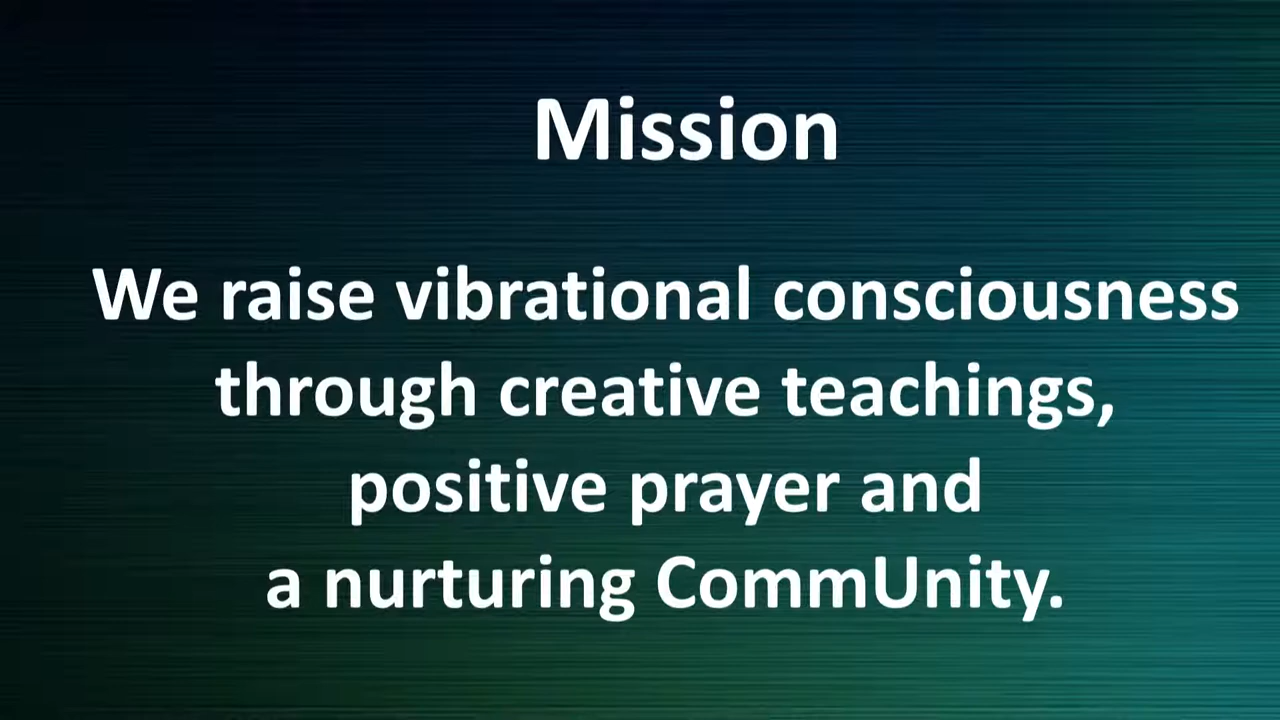 Mission
We raise vibrational consciousness
through creative teachings,
positive prayer and
a nurturing CommUnity.